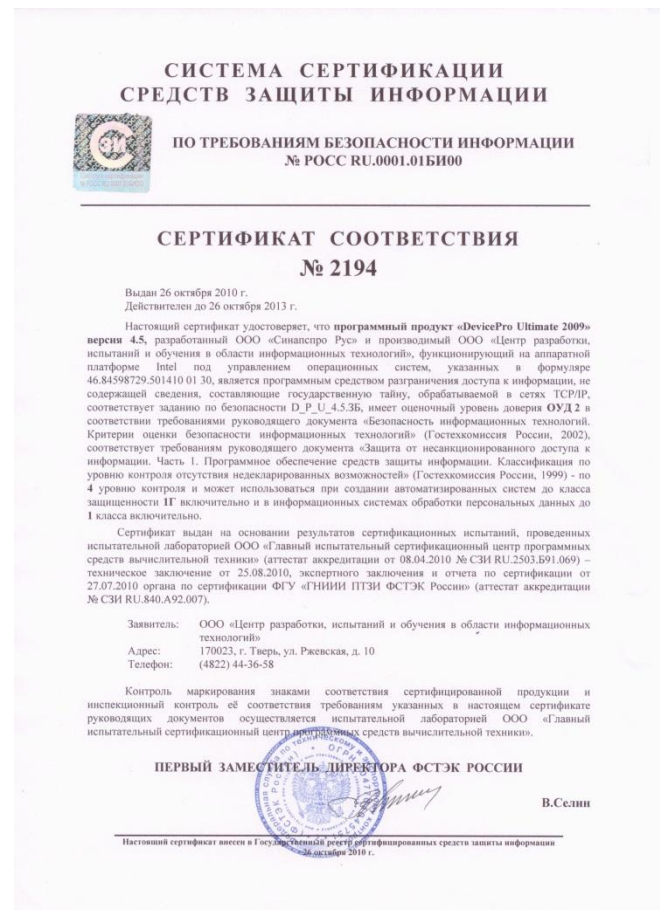 СИСТЕМА СЕРТИФИКАЦИИ
СРЕДСТВ ЗАЩИТЫ ИНФОРМАЦИИ
ПО ТРЕБОВАНИЯМ БЕЗОПАСНОСТИ ИНФОРМАЦИИ
№ РОСС RU.0001.01БИ00
СЕРТИФИКАТ СООТВЕТСТВИЯ
№ 2194
Выдан 26 октября 2010 г.
Действителен до 26 октября 2013 г.
Настоящий сертификат удостоверяет, что программный продукт «DevicePro Ultimate 2009»
версия 4.5, разработанный ООО «Синапспро Рус» и производимый ООО «Центр разработки,
испытаний и обучения в области информационных технологий», функционирующий на аппаратной
платформе Intel под управлением операционных систем, указанных в формуляре
46.84598729.501410 01 30, является программным средством разграничения доступа к информации, не
содержащей сведения, составляющие государственную тайну, обрабатываемой в сетях TCP/IP,
соответствует заданию по безопасности D_P_U_4.5.ЗБ, имеет оценочный уровень доверия ОУД 2 в
соответствии требованиями руководящего документа «Безопасность информационных технологий.
Критерии оценки безопасности информационных технологий» (Гостехкомиссия России, 2002),
соответствует требованиям руководящего документа «Защита от несанкционированного доступа к
информации. Часть 1. Программное обеспечение средств защиты информации. Классификация по
уровню контроля отсутствия недекларированных возможностей» (Гостехкомиссия России, 1999) - по
4 уровню контроля и может использоваться при создании автоматизированных систем до класса
защищенности 1Г включительно и в информационных системах обработки персональных данных до
1 класса включительно.
Сертификат выдан на основании результатов сертификационных испытаний, проведенных
испытательной лабораторией ООО «Главный испытательный сертификационный центр программных
средств вычислительной техники» (аттестат аккредитации от 08.04.2010 № СЗИ RU.2503.Б91.069) –
техническое заключение от 25.08.2010, экспертного заключения и отчета по сертификации от
27.07.2010 органа по сертификации ФГУ «ГНИИИ ПТЗИ ФСТЭК России» (аттестат аккредитации
№ СЗИ RU.840.А92.007).
Заявитель: ООО «Центр разработки, испытаний и обучения в области информационных
технологий»
Адрес: 170023, г. Тверь, ул. Ржевская, д. 10
Телефон: (4822) 44-36-58
Контроль маркирования знаками соответствия сертифицированной продукции и
инспекционный контроль её соответствия требованиям указанных в настоящем сертификате
руководящих документов осуществляется испытательной лабораторией ООО «Главный
испытательный сертификационный центр программных средств вычислительной техники».
ПЕРВЫЙ ЗАМЕСТИТЕЛЬ ДИРЕКТОРА ФСТЭК РОССИИ
В.Селин
Настоящий сертификат внесен в Государственный реестр сертифицированных средств защиты информации
26 октября 2010 г.